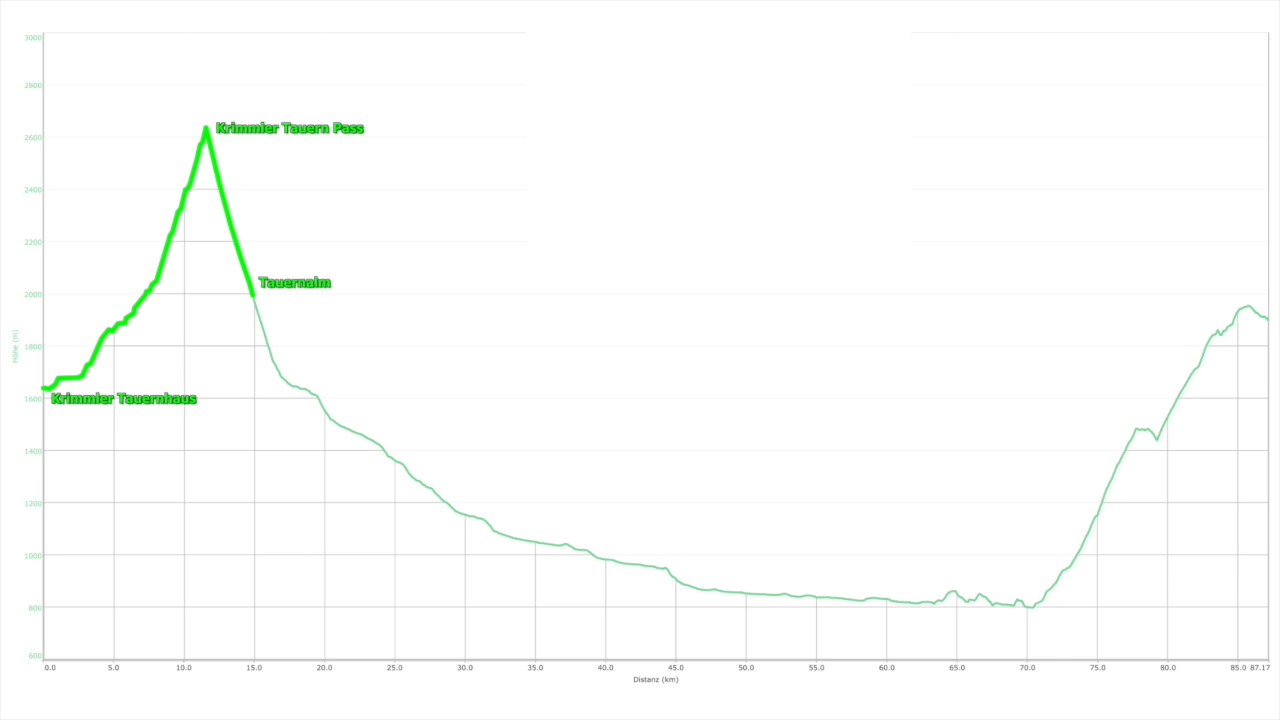 3000
2800
2600
2400
2200
2000
1800
1600
1400
1200
1000
800
600
Höhe (m)
Krimmler Tauern Pass
Tauernalm
Krimmler Tauernhaus
0.0 5.0 10.0 15.0 20.0 25.0 30.0 35.0 40.0 45.0 50.0 55.0 60.0 65.0 70.0 75.0 80.0 85.0 87.17
Distanz (km)